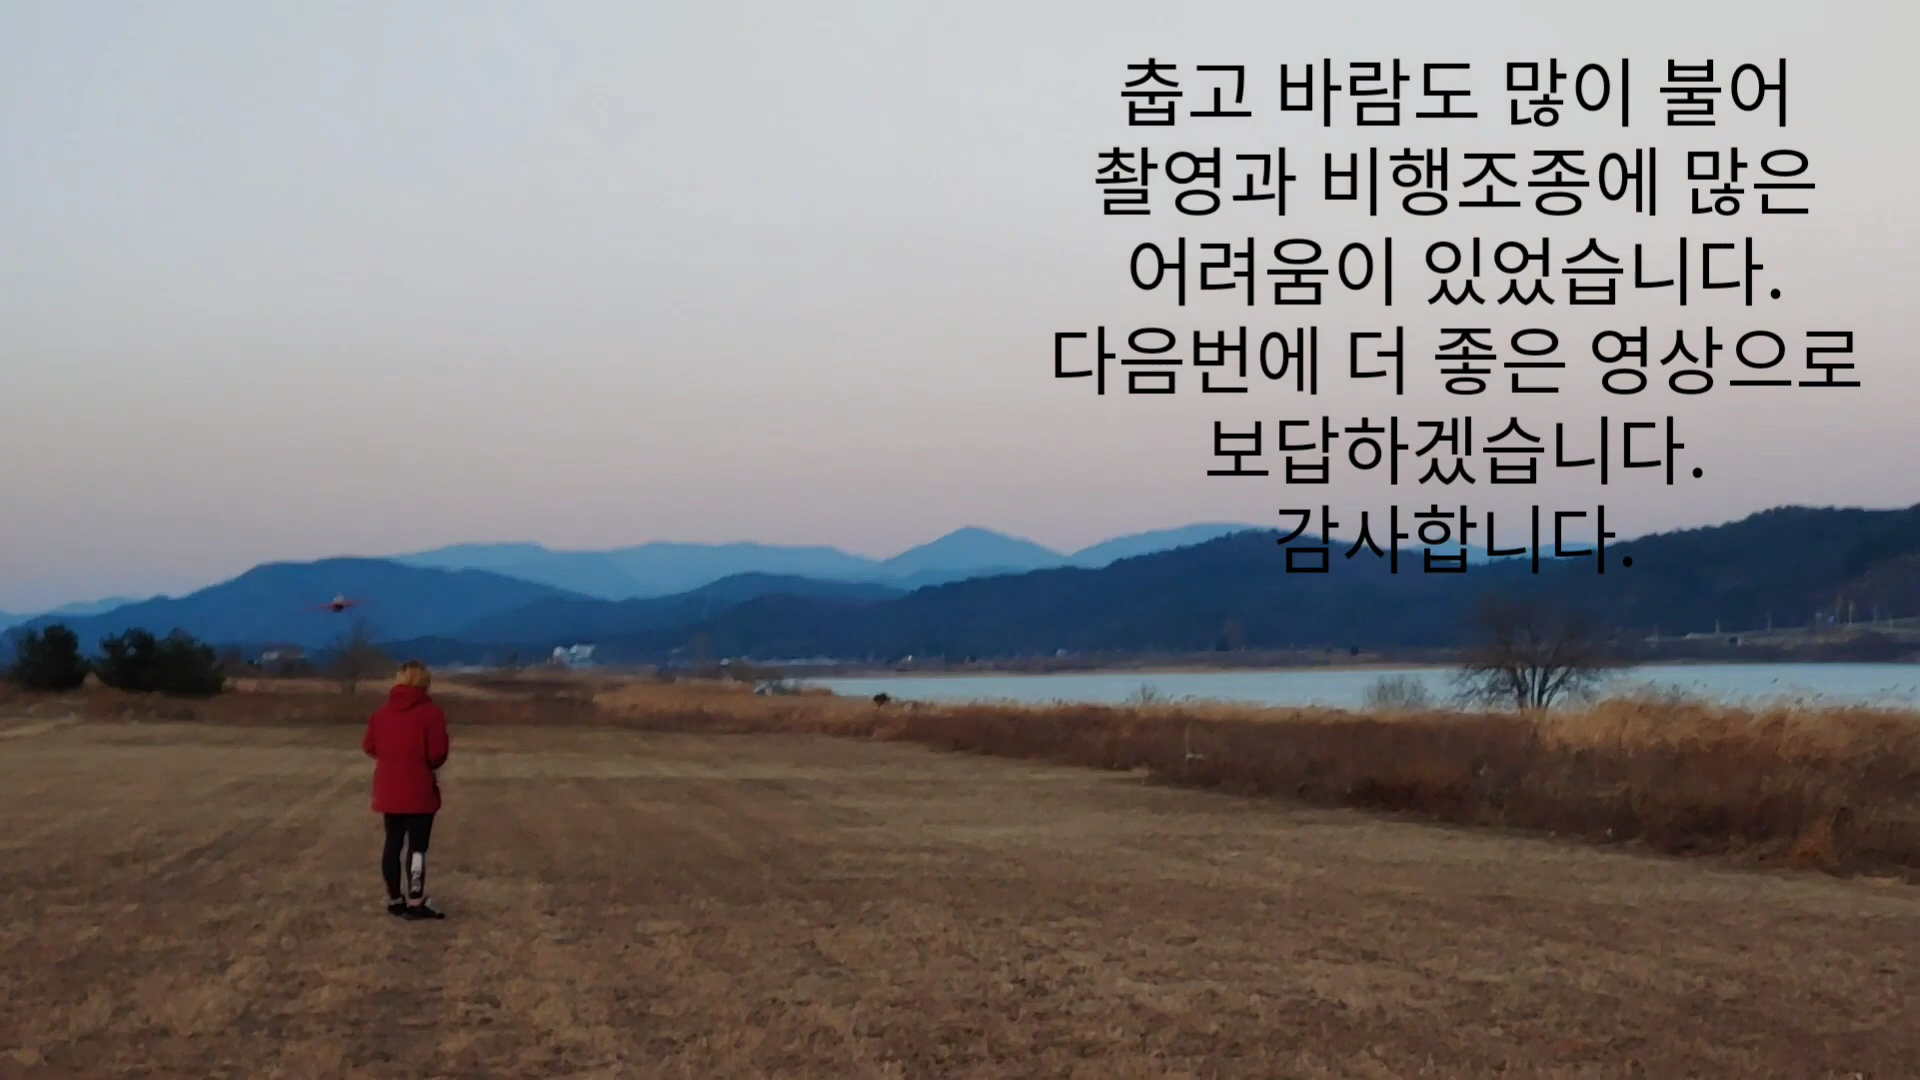 춥고 바람도 많이 불어
촬영과 비행조종에 많은
어려움이 있었습니다.
다음번에 더 좋은 영상으로
보답하겠습니다.
감사합니다.